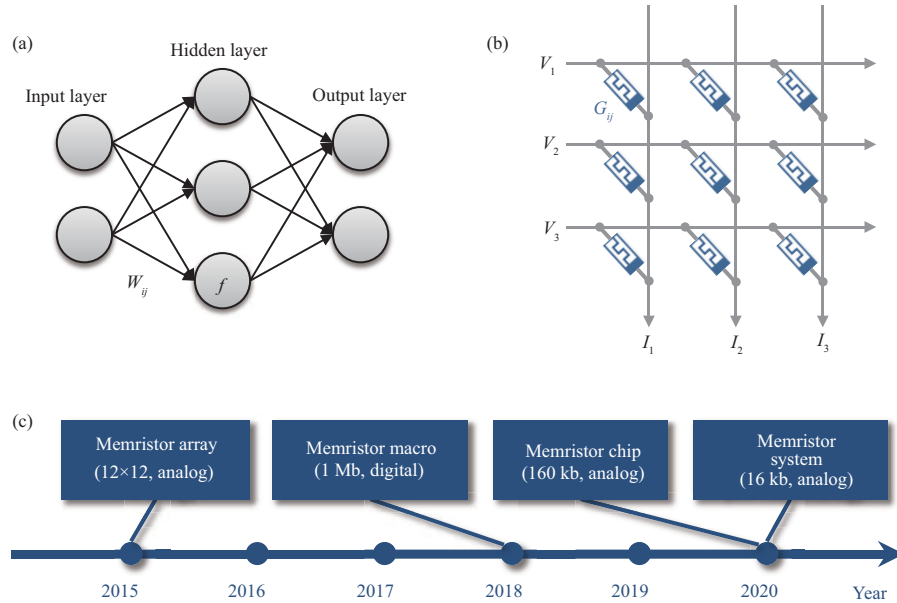 (a)
Hidden layer
Input layer
Output layer
W_ij
f
(b)
V_1
G_ij
V_2
V_3
I_1
I_2
I_3
(c)
Memristor array
(12×12, analog)
Memristor macro
(1 Mb, digital)
Memristor chip
(160 kb, analog)
Memristor
system
(16 kb, analog)
2015
2016
2017
2018
2019
2020
Year